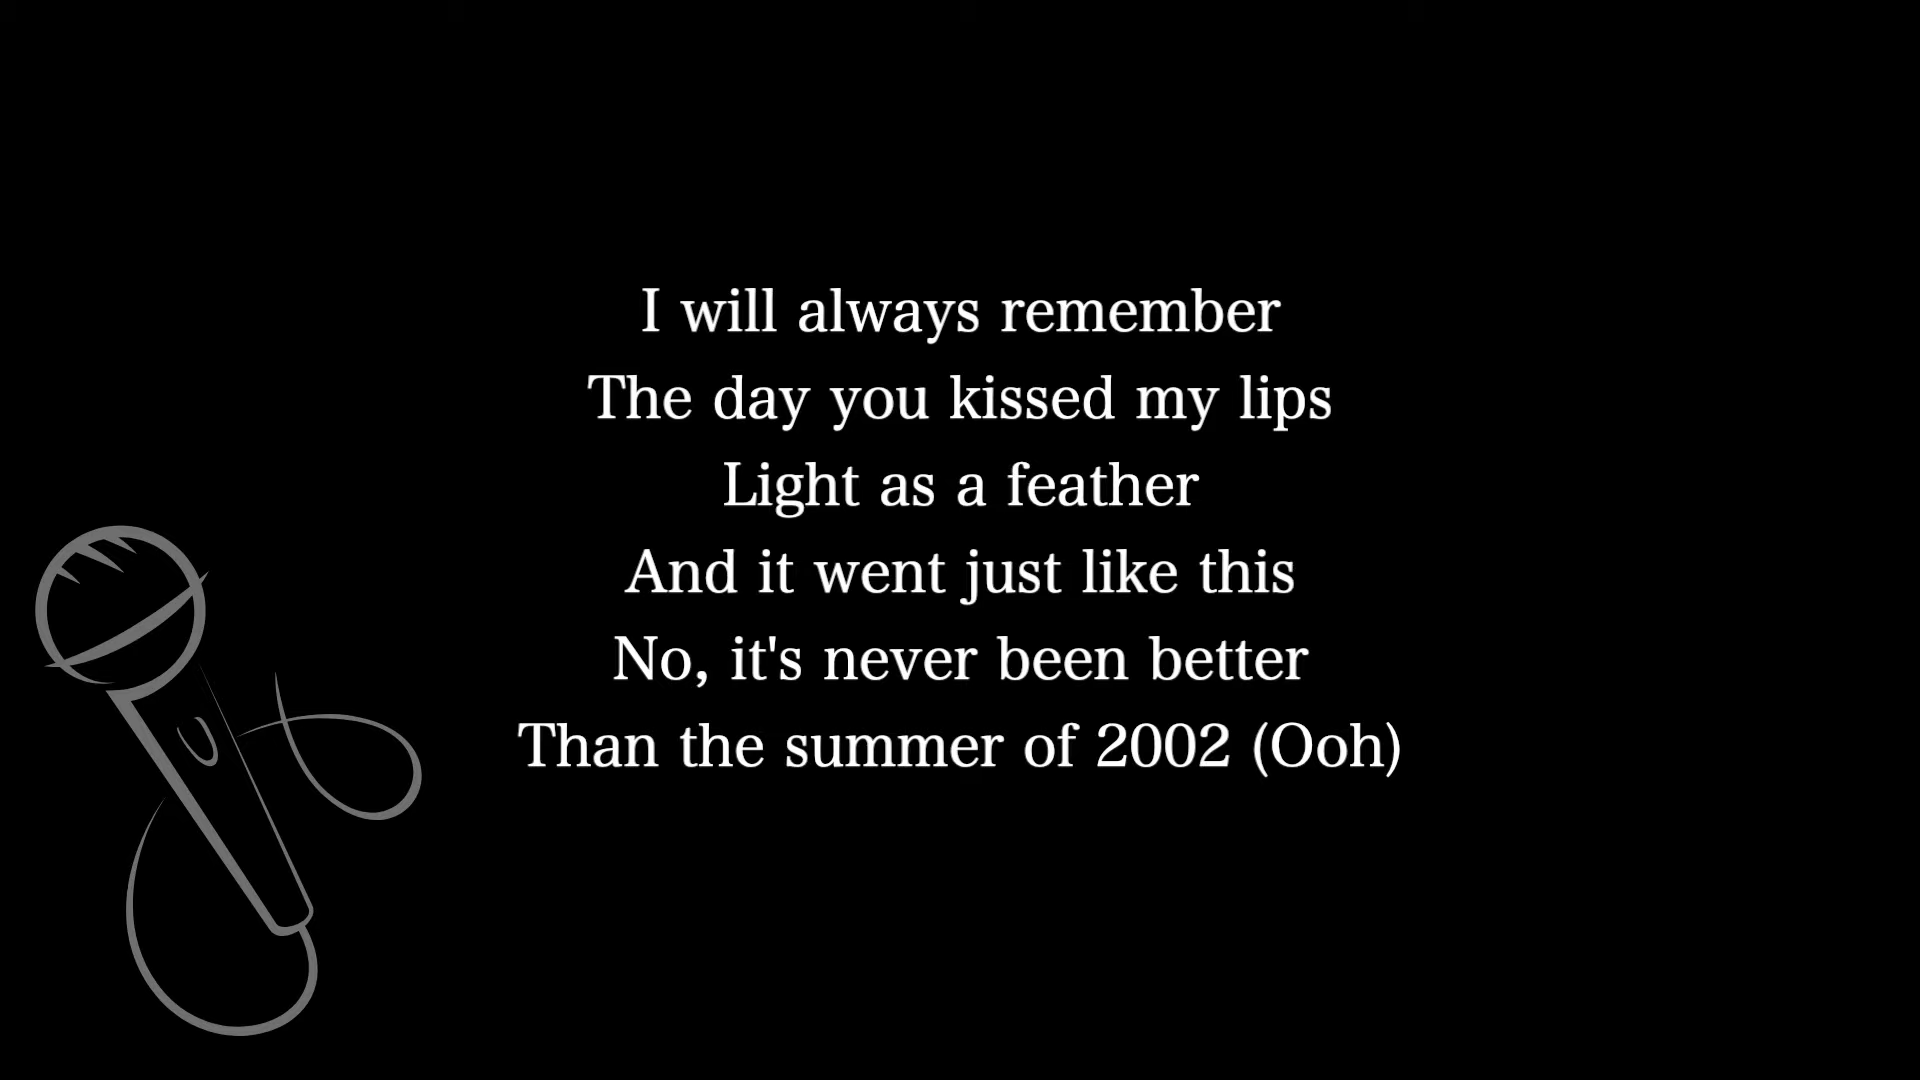 I will always remember
The day you kissed my lips
Light as a feather
And it went just like this
No, it's never been better
Than the summer of 2002 (Ooh)